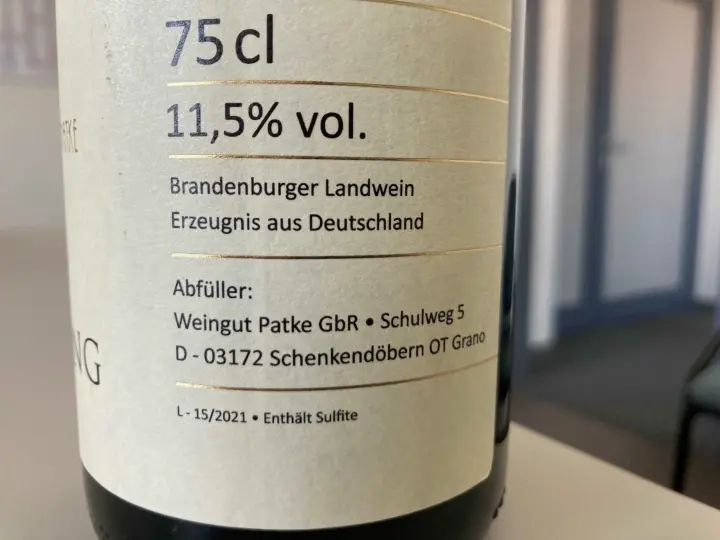 75 cl
11,5% vol.
Brandenburger Landwein
Erzeugnis aus Deutschland
Abfüller:
Weingut Patke GbR • Schulweg 5
D - 03172 Schenkendöbern OT Grano
L - 15/2021 • Enthält Sulfite